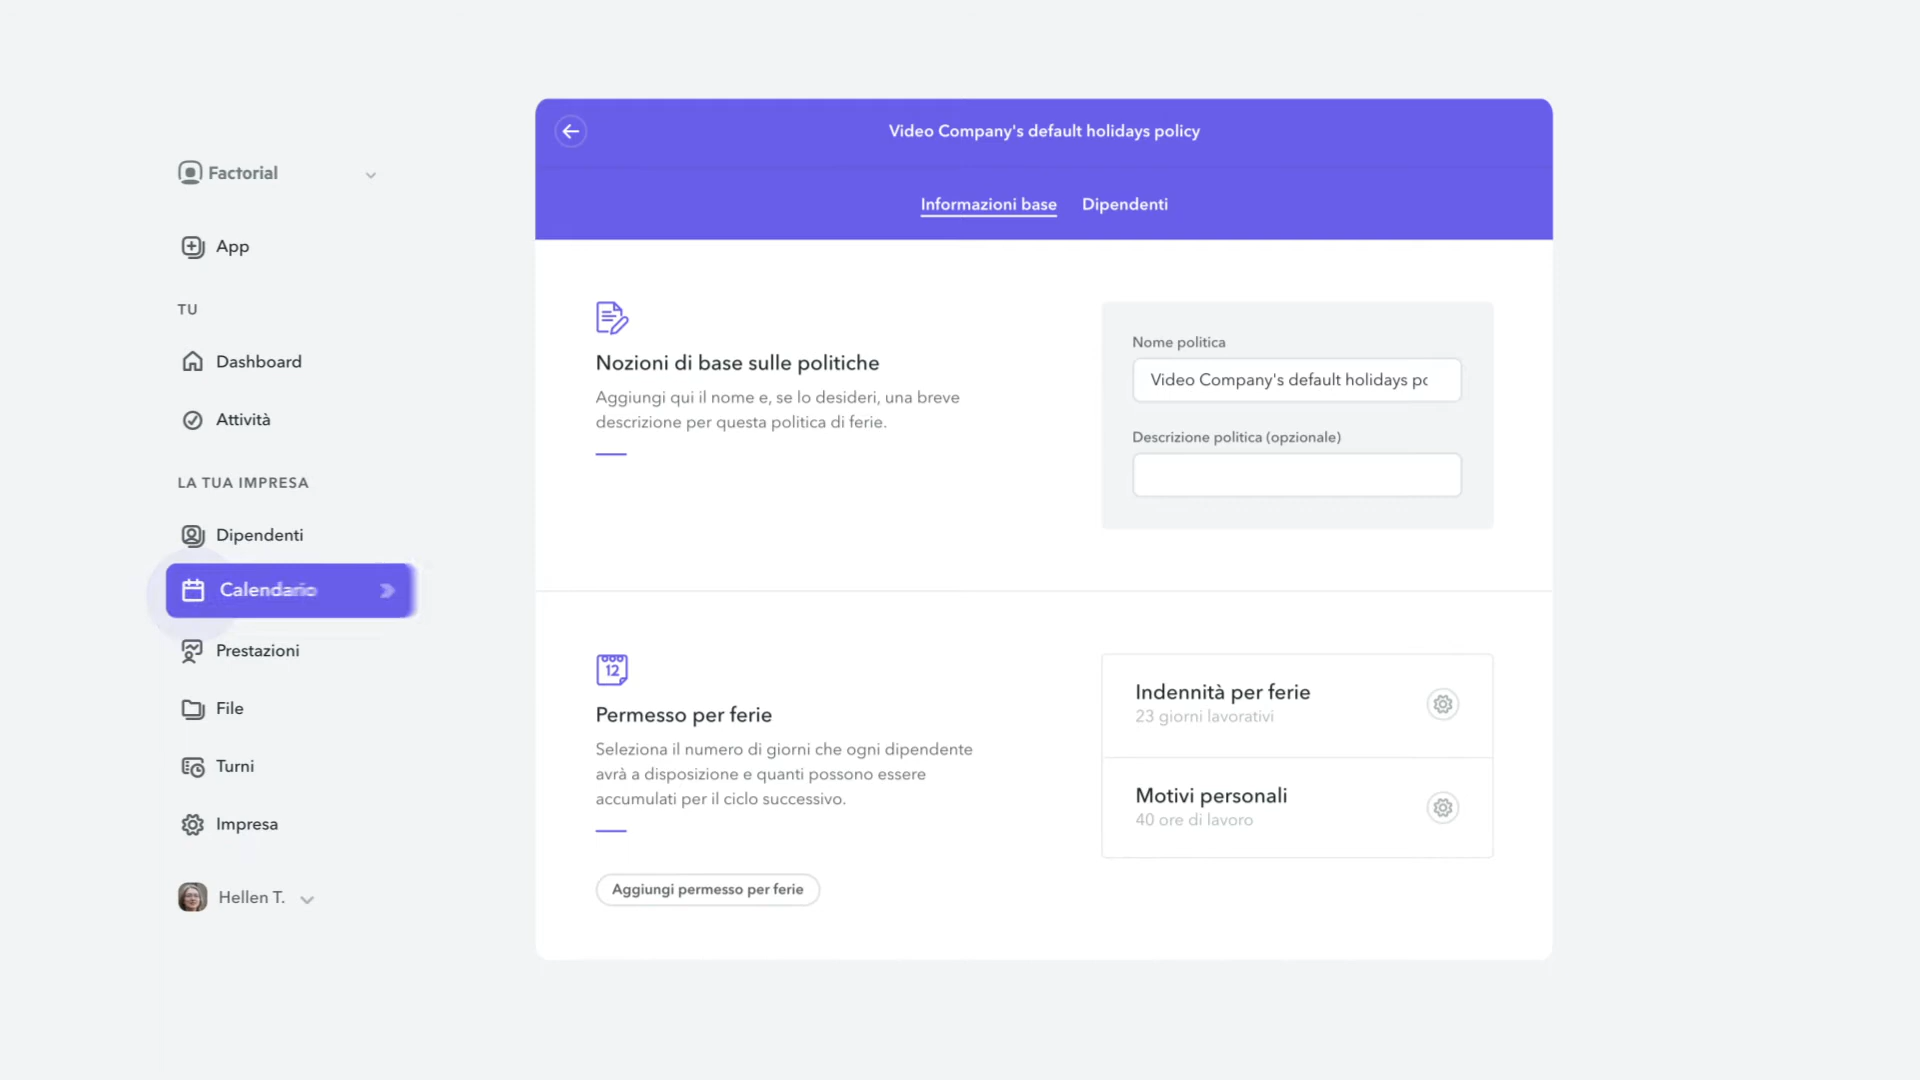 Factorial
App
TU
Dashboard
Attività
LA TUA IMPRESA
Dipendenti
Calendario
Prestazioni
File
Turni
Impresa
Hellen T.
Video Company's default holidays policy
Informazioni base
Dipendenti
Nozioni di base sulle politiche
Aggiungi qui il nome e, se lo desideri, una breve
descrizione per questa politica di ferie.
Nome politica
Video Company's default holidays pc
Descrizione politica (opzionale)
12
Permesso per ferie
Seleziona il numero di giorni che ogni dipendente
avrà a disposizione e quanti possono essere
accumulati per il ciclo successivo.
Aggiungi permesso per ferie
Indennità per ferie
23 giorni lavorativi
Motivi personali
40 ore di lavoro